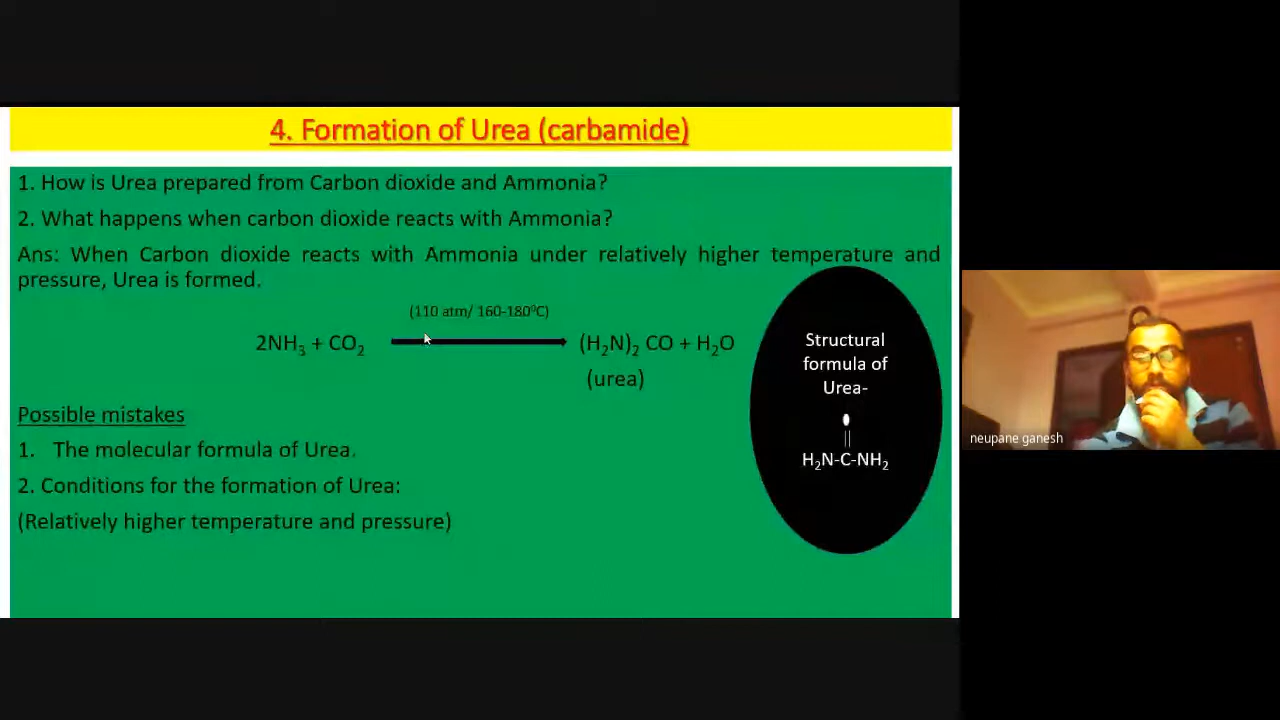 4. Formation of Urea (carbamide)
1. How is Urea prepared from Carbon dioxide and Ammonia?
2. What happens when carbon dioxide reacts with Ammonia?
Ans: When Carbon dioxide reacts with Ammonia under relatively higher temperature and
pressure, Urea is formed.
(110 atm/ 160-180⁰C)
2NH₃ + CO₂ (H₂N)₂ CO + H₂O
(urea)
Possible mistakes
1. The molecular formula of Urea.
2. Conditions for the formation of Urea:
(Relatively higher temperature and pressure)
Structural
formula of
Urea-
||
H₂N-C-NH₂
neupane ganesh